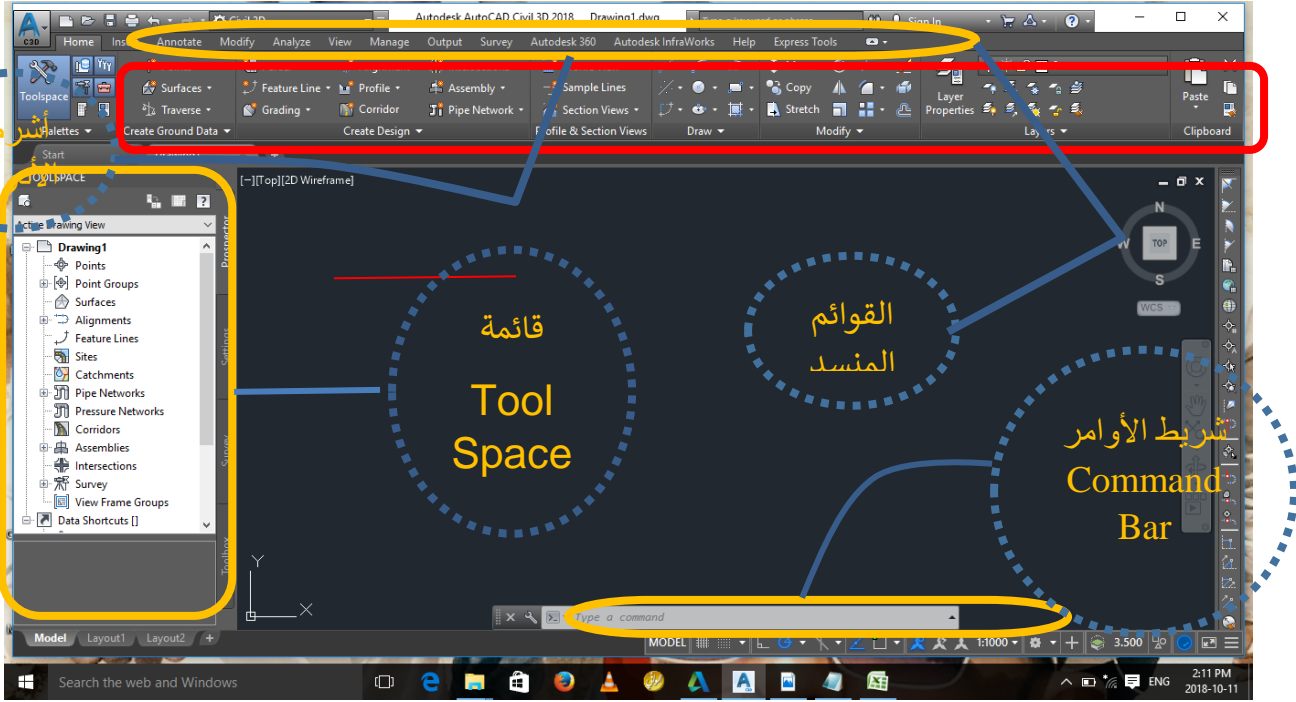 Civil 3D
Autodesk AutoCAD Civil 3D 2018 Drawing1.dwg
Sign In
C3D
Home
Annotate Modify Analyze View Manage Output Survey Autodesk 360 Autodesk InfraWorks Help Express Tools
Toolspace
Surfaces
Feature Line
Profile
Assembly
Sample Lines
Copy
Traverse
Grading
Corridor
Pipe Network
Section Views
Stretch
Layer
Properties
Paste
Create Ground Data
Create Design
Profile & Section Views
Draw
Modify
Layers
Clipboard
Start
[−][Top][2D Wireframe]
Active Drawing View
Drawing1
Points
Point Groups
Surfaces
Alignments
Feature Lines
Sites
Catchments
Pipe Networks
Pressure Networks
Corridors
Assemblies
Intersections
Survey
View Frame Groups
Data Shortcuts []
Prospector
Settings
Survey
Toolbox
قائمة
Tool
Space
القوائم
المنسد
شريط الأوامر
Command
Bar
N
W TOP E
S
WCS
Y
X
Type a command
Model Layout1 Layout2 +
MODEL
1:1000
3.500
Search the web and Windows
ENG
2:11 PM
2018-10-11